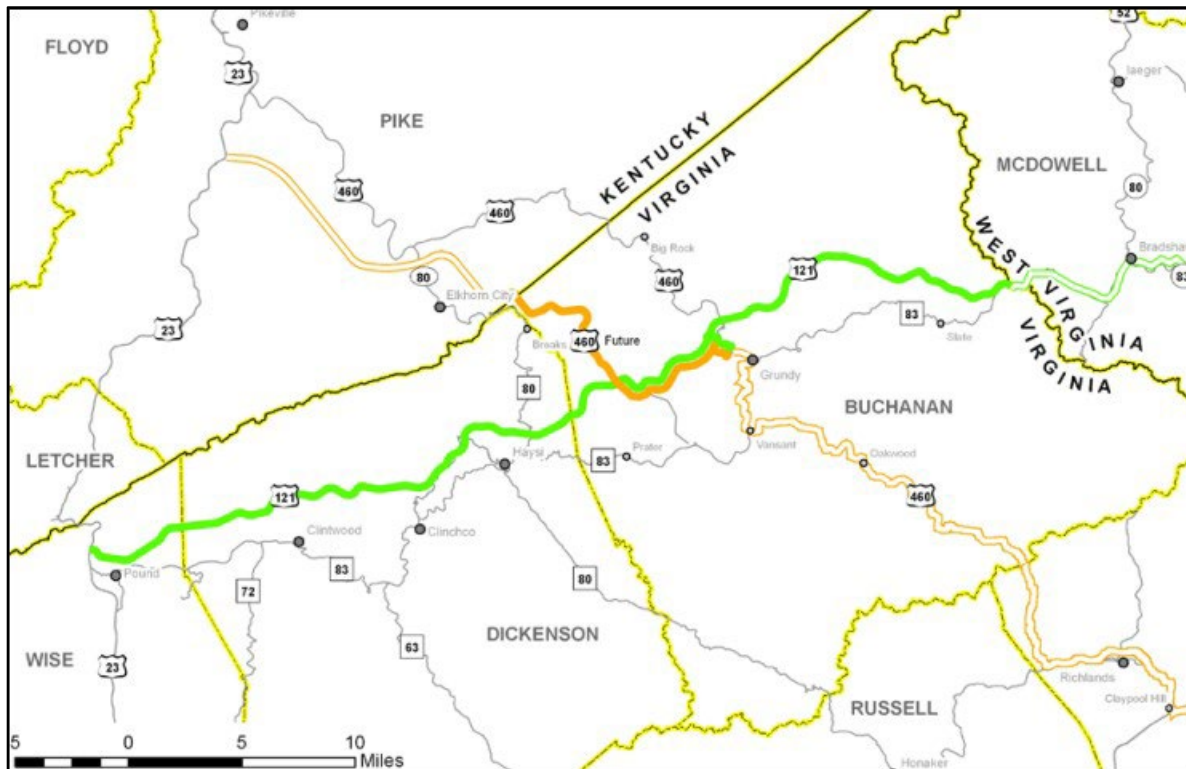 Pikeville
52
FLOYD
23
Iaeger
PIKE
KENTUCKY
VIRGINIA
MCDOWELL
460
460
80
Big Rock
WEST VIRGINIA
VIRGINIA
Bradshaw
83
80
460
121
Elkhorn City
83
Slate
23
460 Future
Breaks
80
Grundy
BUCHANAN
LETCHER
Vansant
Haysi
83
Prater
Oakwood
121
460
Clintwood
Clinchco
Pound
83
80
72
DICKENSON
WISE
63
23
Richlands
RUSSELL
Claypool Hill
5 0 5 10
Miles
Honaker